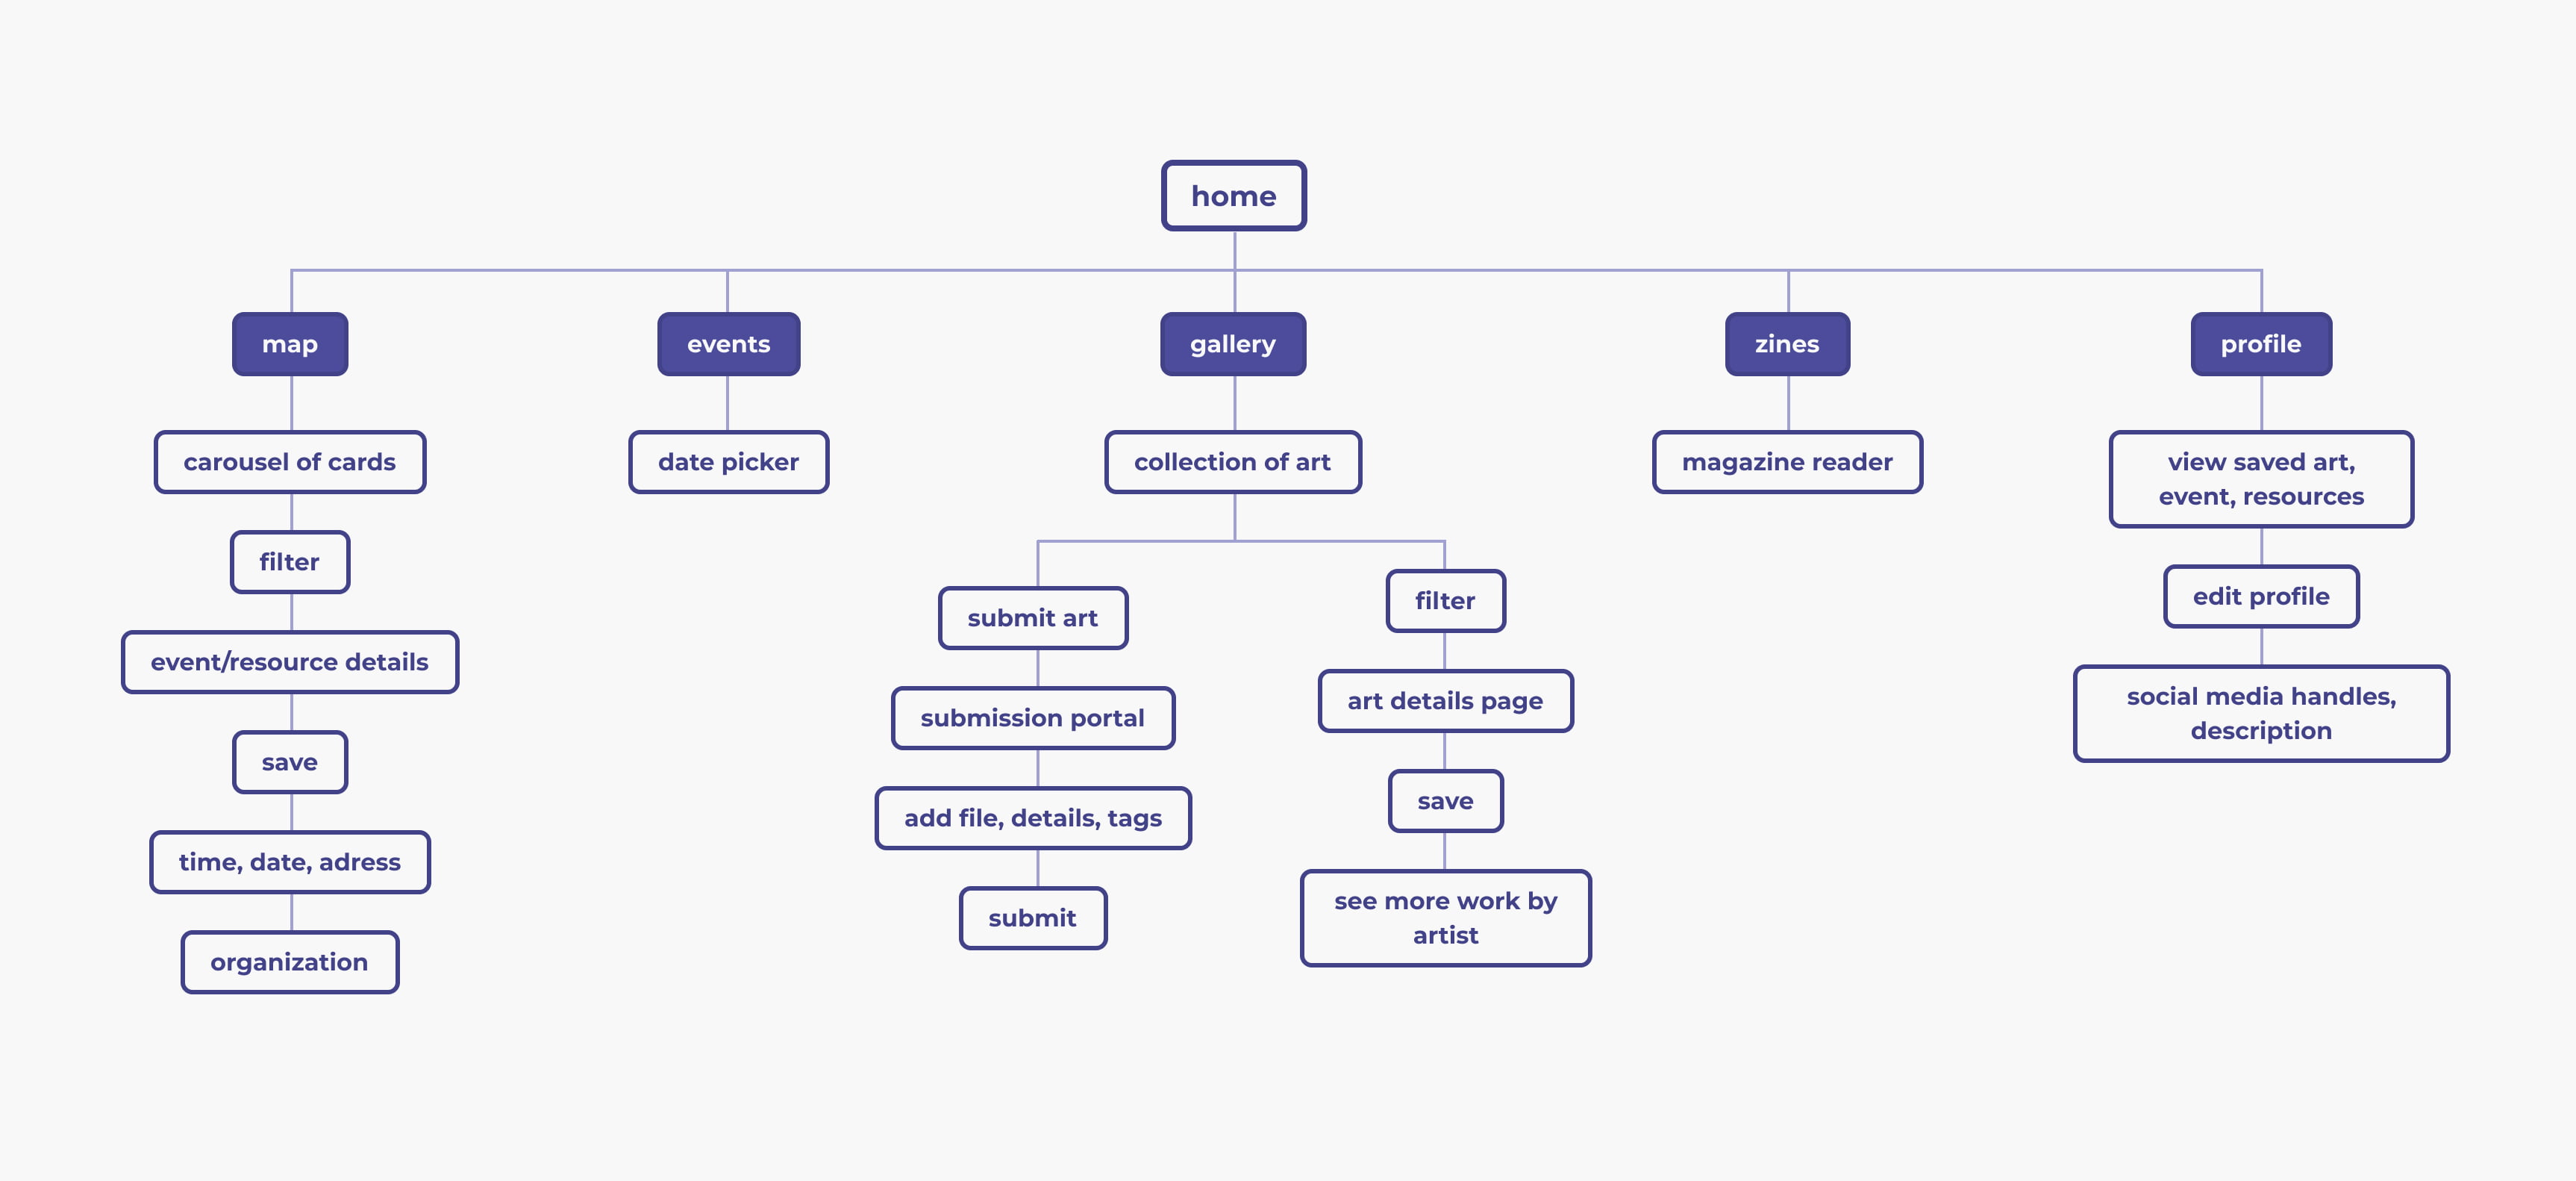 home
map
events
gallery
zines
profile
carousel of cards
filter
event/resource details
save
time, date, adress
organization
date picker
collection of art
submit art
submission portal
add file, details, tags
submit
filter
art details page
save
see more work by
artist
magazine reader
view saved art,
event, resources
edit profile
social media handles,
description